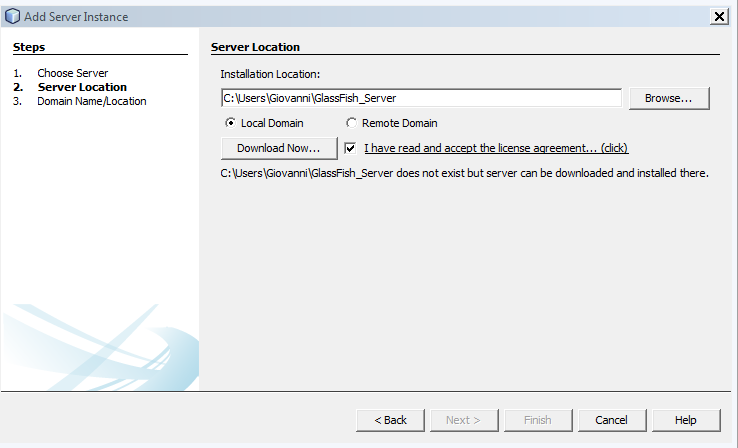 Add Server Instance
Steps
1. Choose Server
2. Server Location
3. Domain Name/Location
Server Location
Installation Location:
C:\Users\Giovanni\GlassFish_Server
Browse...
Local Domain
Remote Domain
Download Now...
I have read and accept the license agreement... (click)
C:\Users\Giovanni\GlassFish_Server does not exist but server can be downloaded and installed there.
< Back
Next >
Finish
Cancel
Help